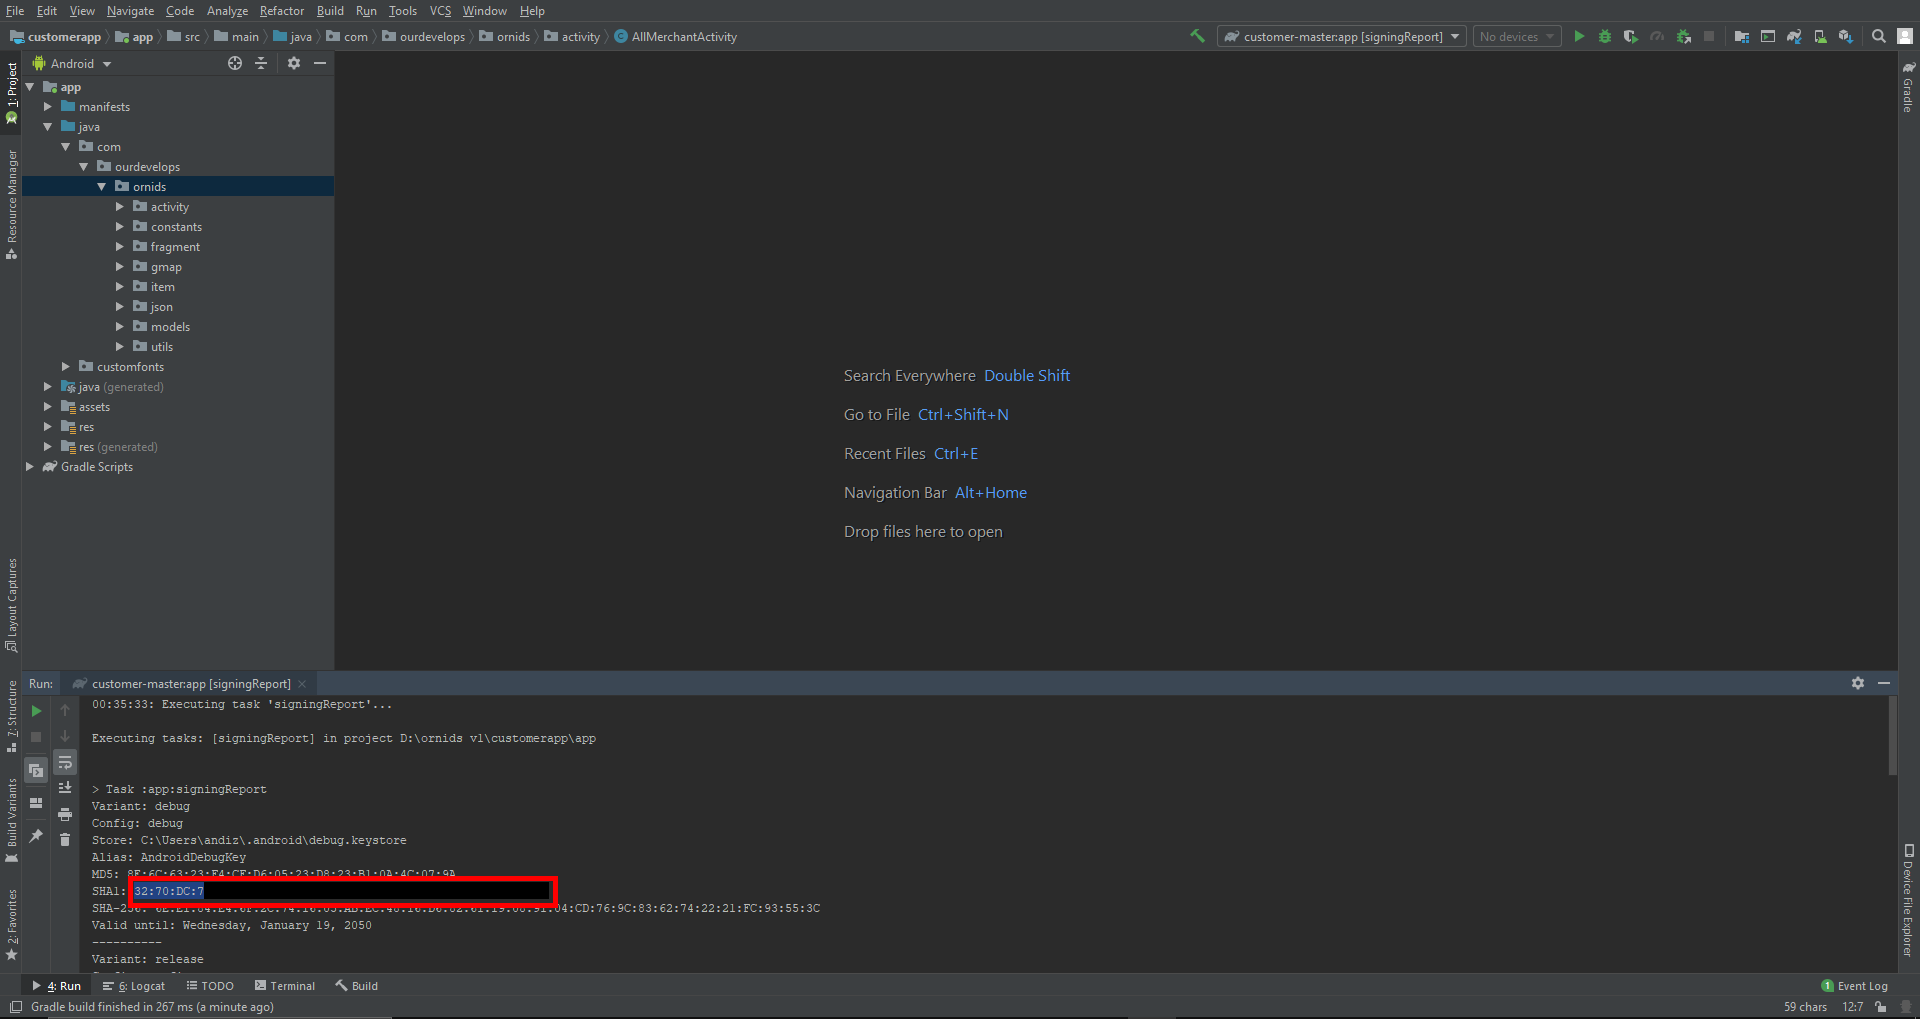 File Edit View Navigate Code Analyze Refactor Build Run Tools VCS Window Help
customerapp app src main java com ourdevelops ornids activity AllMerchantActivity
customer-master:app [signingReport] No devices
Android
1: Project
Resource Manager
Layout Captures
7: Structure
Build Variants
2: Favorites
app
manifests
java
com
ourdevelops
ornids
activity
constants
fragment
gmap
item
json
models
utils
customfonts
java (generated)
assets
res
res (generated)
Gradle Scripts
Search Everywhere Double Shift
Go to File Ctrl+Shift+N
Recent Files Ctrl+E
Navigation Bar Alt+Home
Drop files here to open
Gradle
Device File Explorer
Run: customer-master:app [signingReport]
00:35:33: Executing task 'signingReport'...
Executing tasks: [signingReport] in project D:\ornids v1\customerapp\app
> Task :app:signingReport
Variant: debug
Config: debug
Store: C:\Users\andiz\.android\debug.keystore
Alias: AndroidDebugKey
MD5:
SHA1: 32:70:DC:7
SHA-256: :04:CD:76:9C:83:62:74:22:21:FC:93:55:3C
Valid until: Wednesday, January 19, 2050
----------
Variant: release
4: Run 6: Logcat TODO Terminal Build
1 Event Log
Gradle build finished in 267 ms (a minute ago)
59 chars 12:7